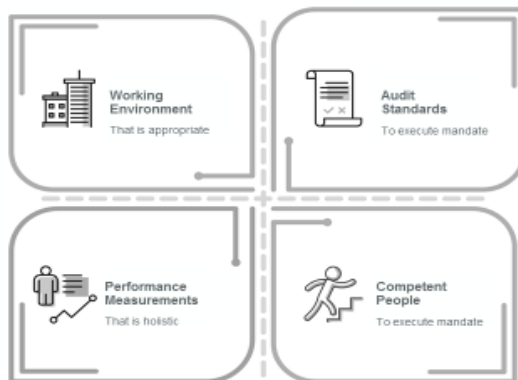 Working
Environment
That is appropriate
Audit
Standards
To execute mandate
Performance
Measurements
That is holistic
Competent
People
To execute mandate